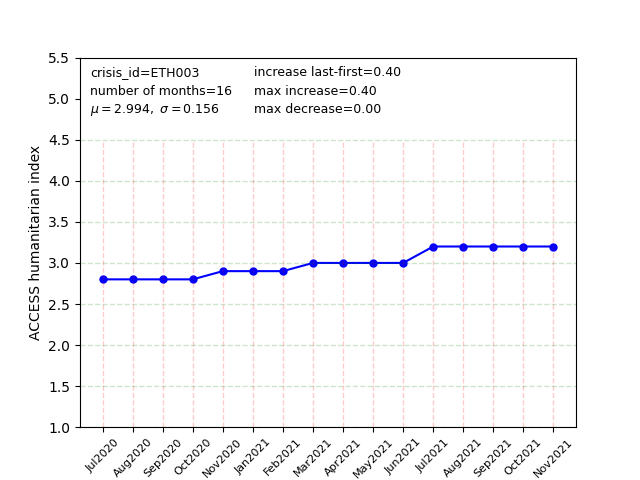 crisis_id=ETH003
number of months=16
μ=2.994, σ=0.156
increase last-first=0.40
max increase=0.40
max decrease=0.00
ACCESS humanitarian index
5.5
5.0
4.5
4.0
3.5
3.0
2.5
2.0
1.5
1.0
Jul2020
Aug2020
Sep2020
Oct2020
Nov2020
Jan2021
Feb2021
Mar2021
Apr2021
May2021
Jun2021
Jul2021
Aug2021
Sep2021
Oct2021
Nov2021